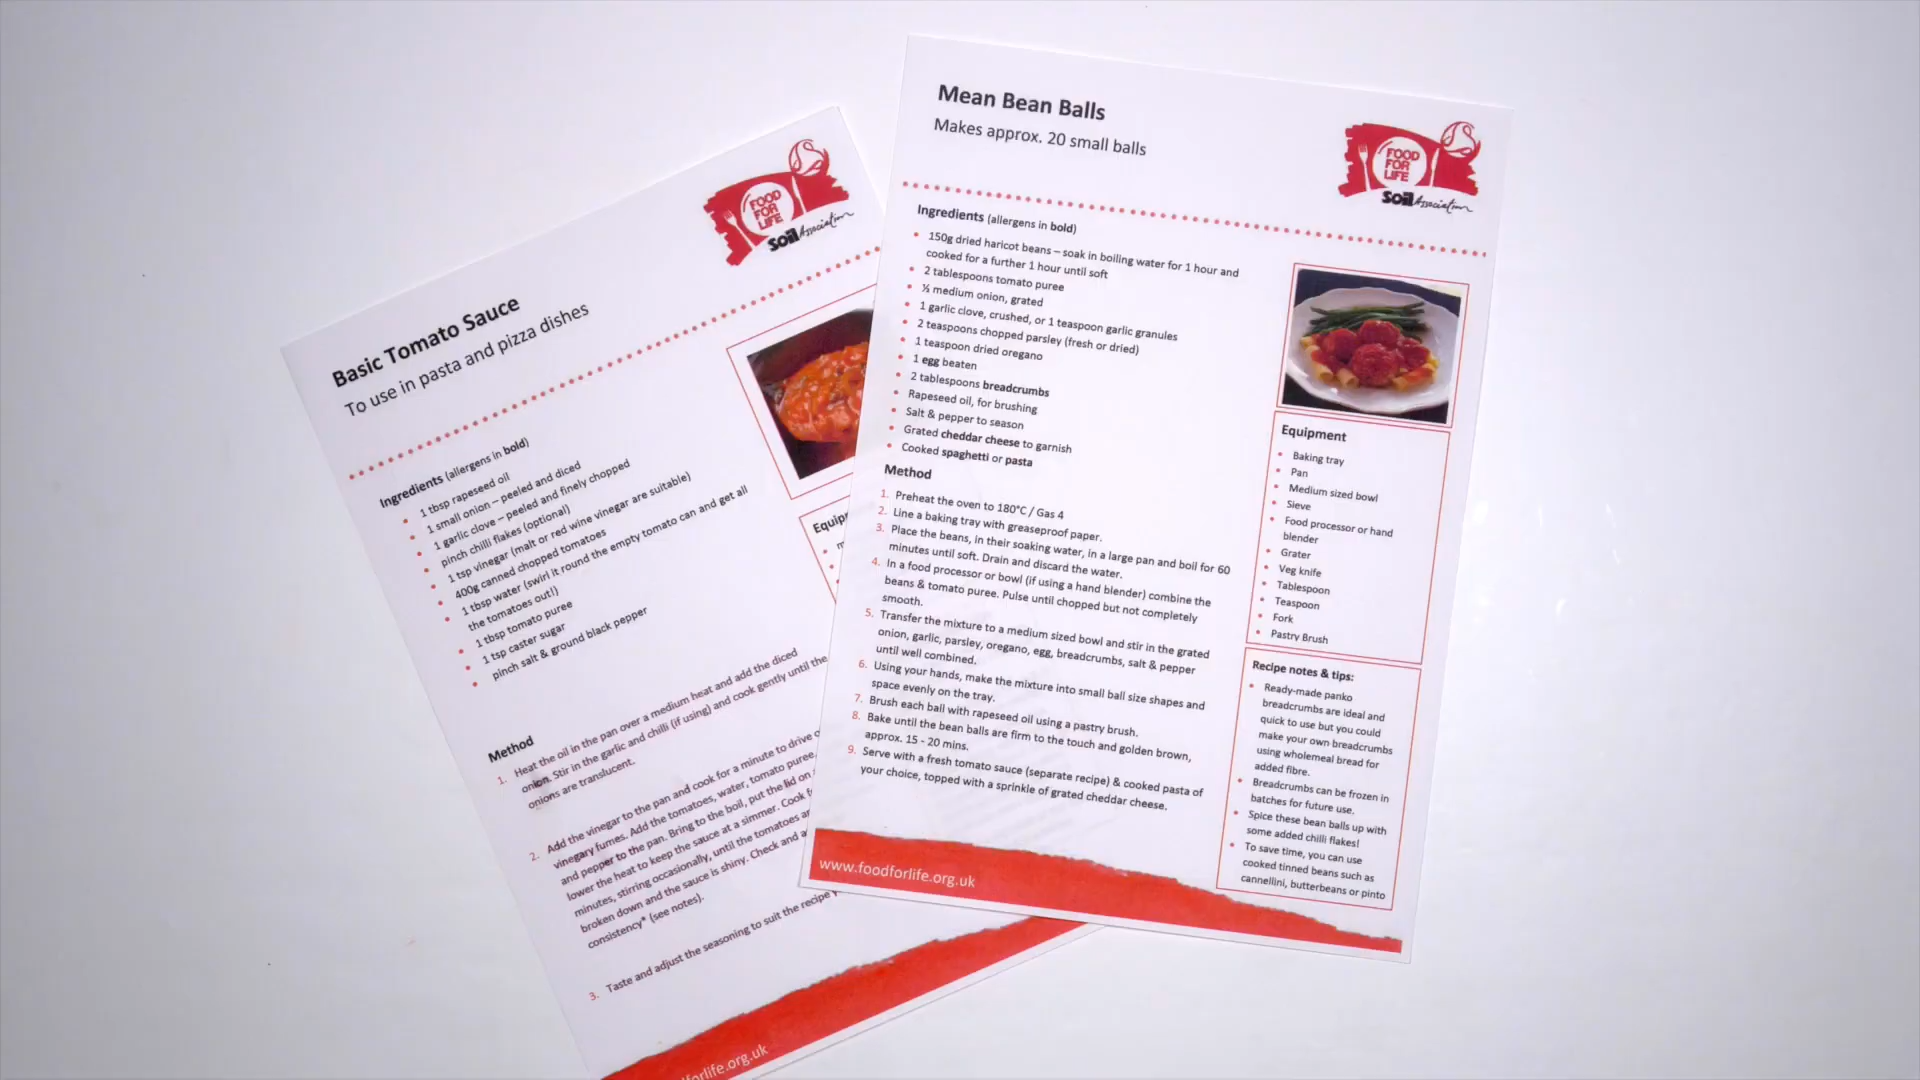 Basic Tomato Sauce
To use in pasta and pizza dishes
FOOD
FOR
LIFE
Soil Association
Ingredients (allergens in bold)
1 tbsp rapeseed oil
1 small onion – peeled and diced
1 garlic clove – peeled and finely chopped
pinch chilli flakes (optional)
1 tsp vinegar (malt or red wine vinegar are suitable)
400g canned chopped tomatoes
1 tbsp water (swirl it round the empty tomato can and get all
the tomatoes out!)
1 tbsp tomato puree
1 tsp caster sugar
pinch salt & ground black pepper
Method
1. Heat the oil in the pan over a medium heat and add the diced
onion. Stir in the garlic and chilli (if using) and cook gently until the
onions are translucent.
2. Add the vinegar to the pan and cook for a minute to drive
vinegary fumes. Add the tomatoes, water, tomato puree,
and pepper to the pan. Bring to the boil, put the lid on
lower the heat to keep the sauce at a simmer. Cook
minutes, stirring occasionally, until the tomatoes
broken down and the sauce is shiny. Check and
consistency* (see notes).
3. Taste and adjust the seasoning to suit the recipe
forlife.org.uk
Mean Bean Balls
Makes approx. 20 small balls
FOOD
FOR
LIFE
Soil Association
Ingredients (allergens in bold)
150g dried haricot beans – soak in boiling water for 1 hour and
cooked for a further 1 hour until soft
2 tablespoons tomato puree
½ medium onion, grated
1 garlic clove, crushed, or 1 teaspoon garlic granules
2 teaspoons chopped parsley (fresh or dried)
1 teaspoon dried oregano
1 egg beaten
2 tablespoons breadcrumbs
Rapeseed oil, for brushing
Salt & pepper to season
Grated cheddar cheese to garnish
Cooked spaghetti or pasta
Method
1. Preheat the oven to 180°C / Gas 4
2. Line a baking tray with greaseproof paper.
3. Place the beans, in their soaking water, in a large pan and boil for 60
minutes until soft. Drain and discard the water.
4. In a food processor or bowl (if using a hand blender) combine the
beans & tomato puree. Pulse until chopped but not completely
smooth.
5. Transfer the mixture to a medium sized bowl and stir in the grated
onion, garlic, parsley, oregano, egg, breadcrumbs, salt & pepper
until well combined.
6. Using your hands, make the mixture into small ball size shapes and
space evenly on the tray.
7. Brush each ball with rapeseed oil using a pastry brush.
8. Bake until the bean balls are firm to the touch and golden brown,
approx. 15 - 20 mins.
9. Serve with a fresh tomato sauce (separate recipe) & cooked pasta of
your choice, topped with a sprinkle of grated cheddar cheese.
Equipment
Baking tray
Pan
Medium sized bowl
Sieve
Food processor or hand
blender
Grater
Veg knife
Tablespoon
Teaspoon
Fork
Pastry Brush
Recipe notes & tips:
Ready-made panko
breadcrumbs are ideal and
quick to use but you could
make your own breadcrumbs
using wholemeal bread for
added fibre.
Breadcrumbs can be frozen in
batches for future use.
Spice these bean balls up with
some added chilli flakes!
To save time, you can use
cooked tinned beans such as
cannellini, butterbeans or pinto
www.foodforlife.org.uk